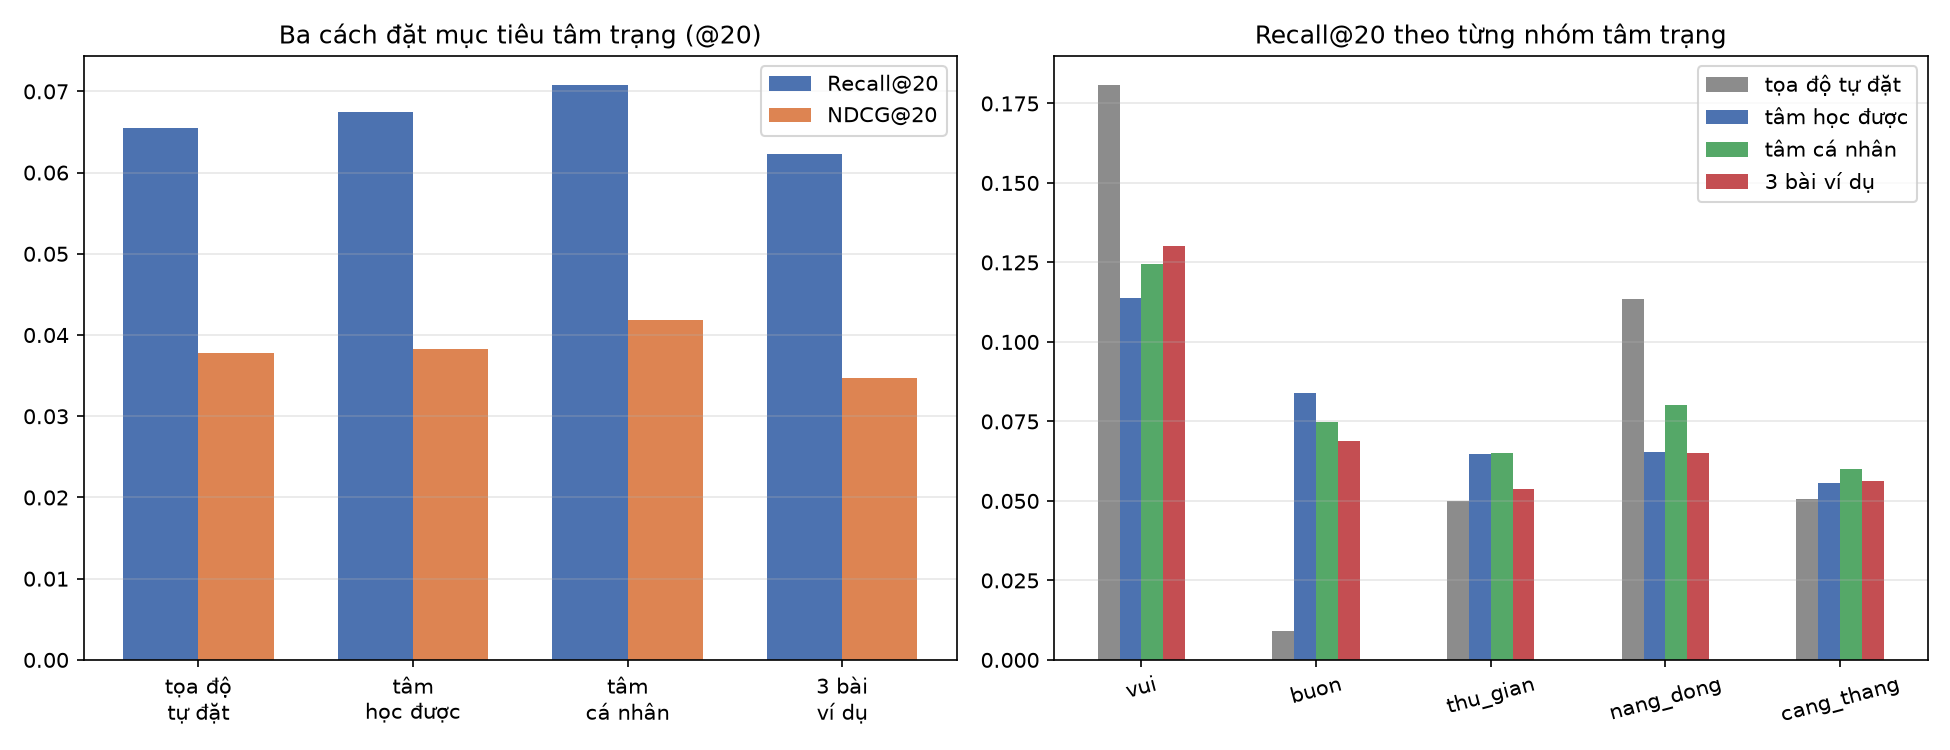 Ba cách đặt mục tiêu tâm trạng (@20)
Recall@20
NDCG@20
0.07
0.06
0.05
0.04
0.03
0.02
0.01
0.00
tọa độ
tự đặt
tâm
học được
tâm
cá nhân
3 bài
ví dụ
Recall@20 theo từng nhóm tâm trạng
tọa độ tự đặt
tâm học được
tâm cá nhân
3 bài ví dụ
0.175
0.150
0.125
0.100
0.075
0.050
0.025
0.000
vui
buon
thu_gian
nang_dong
cang_thang